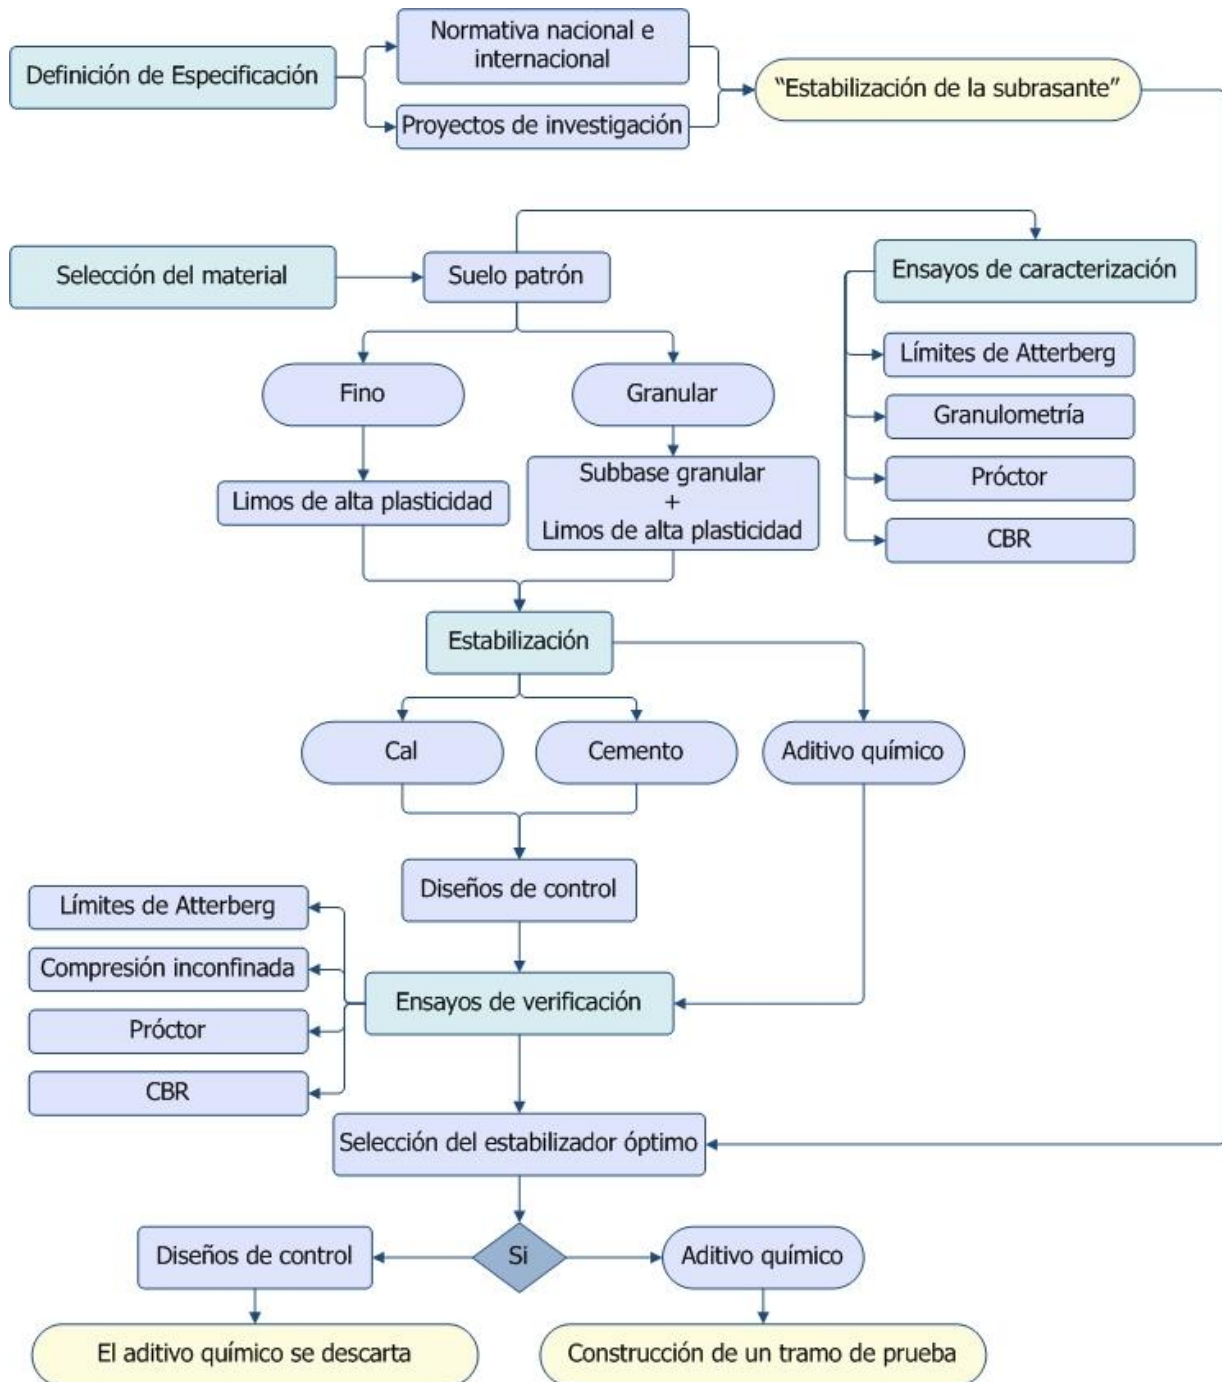 Definición de Especificación
Normativa nacional e
internacional
Proyectos de investigación
“Estabilización de la subrasante”
Selección del material
Suelo patrón
Ensayos de caracterización
Límites de Atterberg
Granulometría
Próctor
CBR
Fino
Granular
Limos de alta plasticidad
Subbase granular
+
Limos de alta plasticidad
Estabilización
Cal
Cemento
Aditivo químico
Diseños de control
Ensayos de verificación
Límites de Atterberg
Compresión inconfinada
Próctor
CBR
Selección del estabilizador óptimo
Si
Diseños de control
Aditivo químico
El aditivo químico se descarta
Construcción de un tramo de prueba